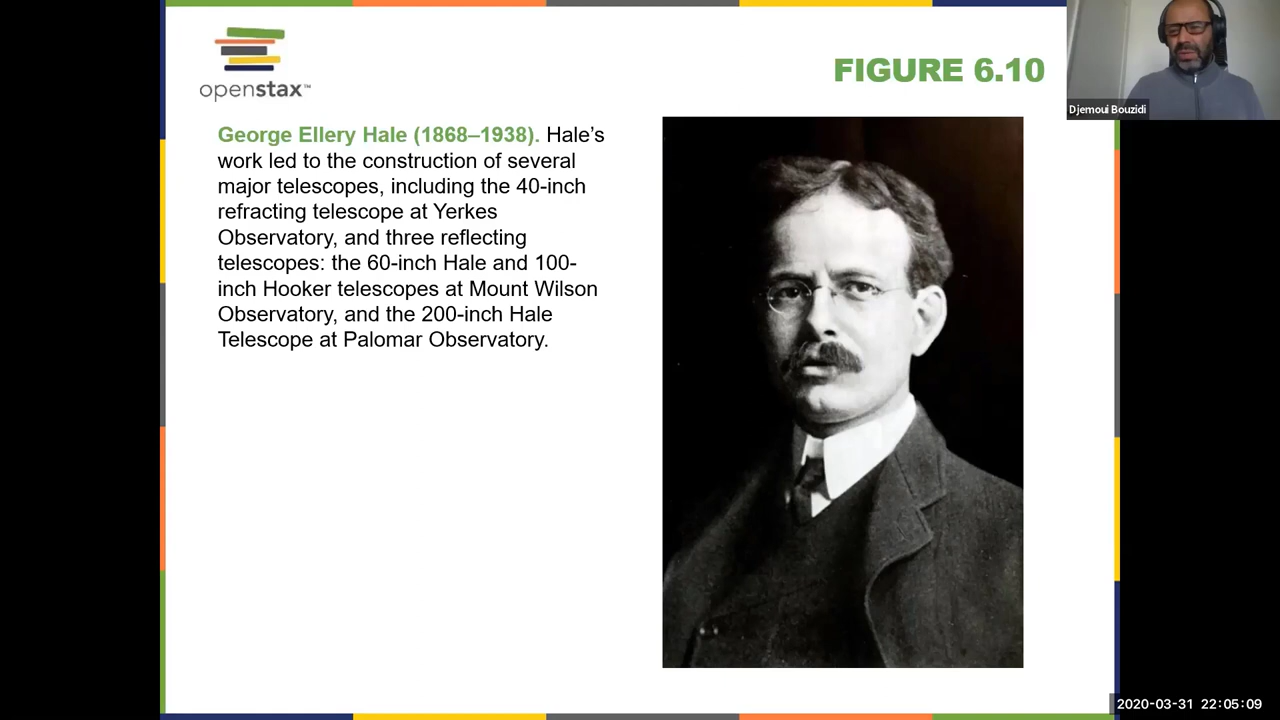 openstax™
FIGURE 6.10
Djemoui Bouzidi
George Ellery Hale (1868–1938). Hale’s
work led to the construction of several
major telescopes, including the 40-inch
refracting telescope at Yerkes
Observatory, and three reflecting
telescopes: the 60-inch Hale and 100-
inch Hooker telescopes at Mount Wilson
Observatory, and the 200-inch Hale
Telescope at Palomar Observatory.
2020-03-31 22:05:09